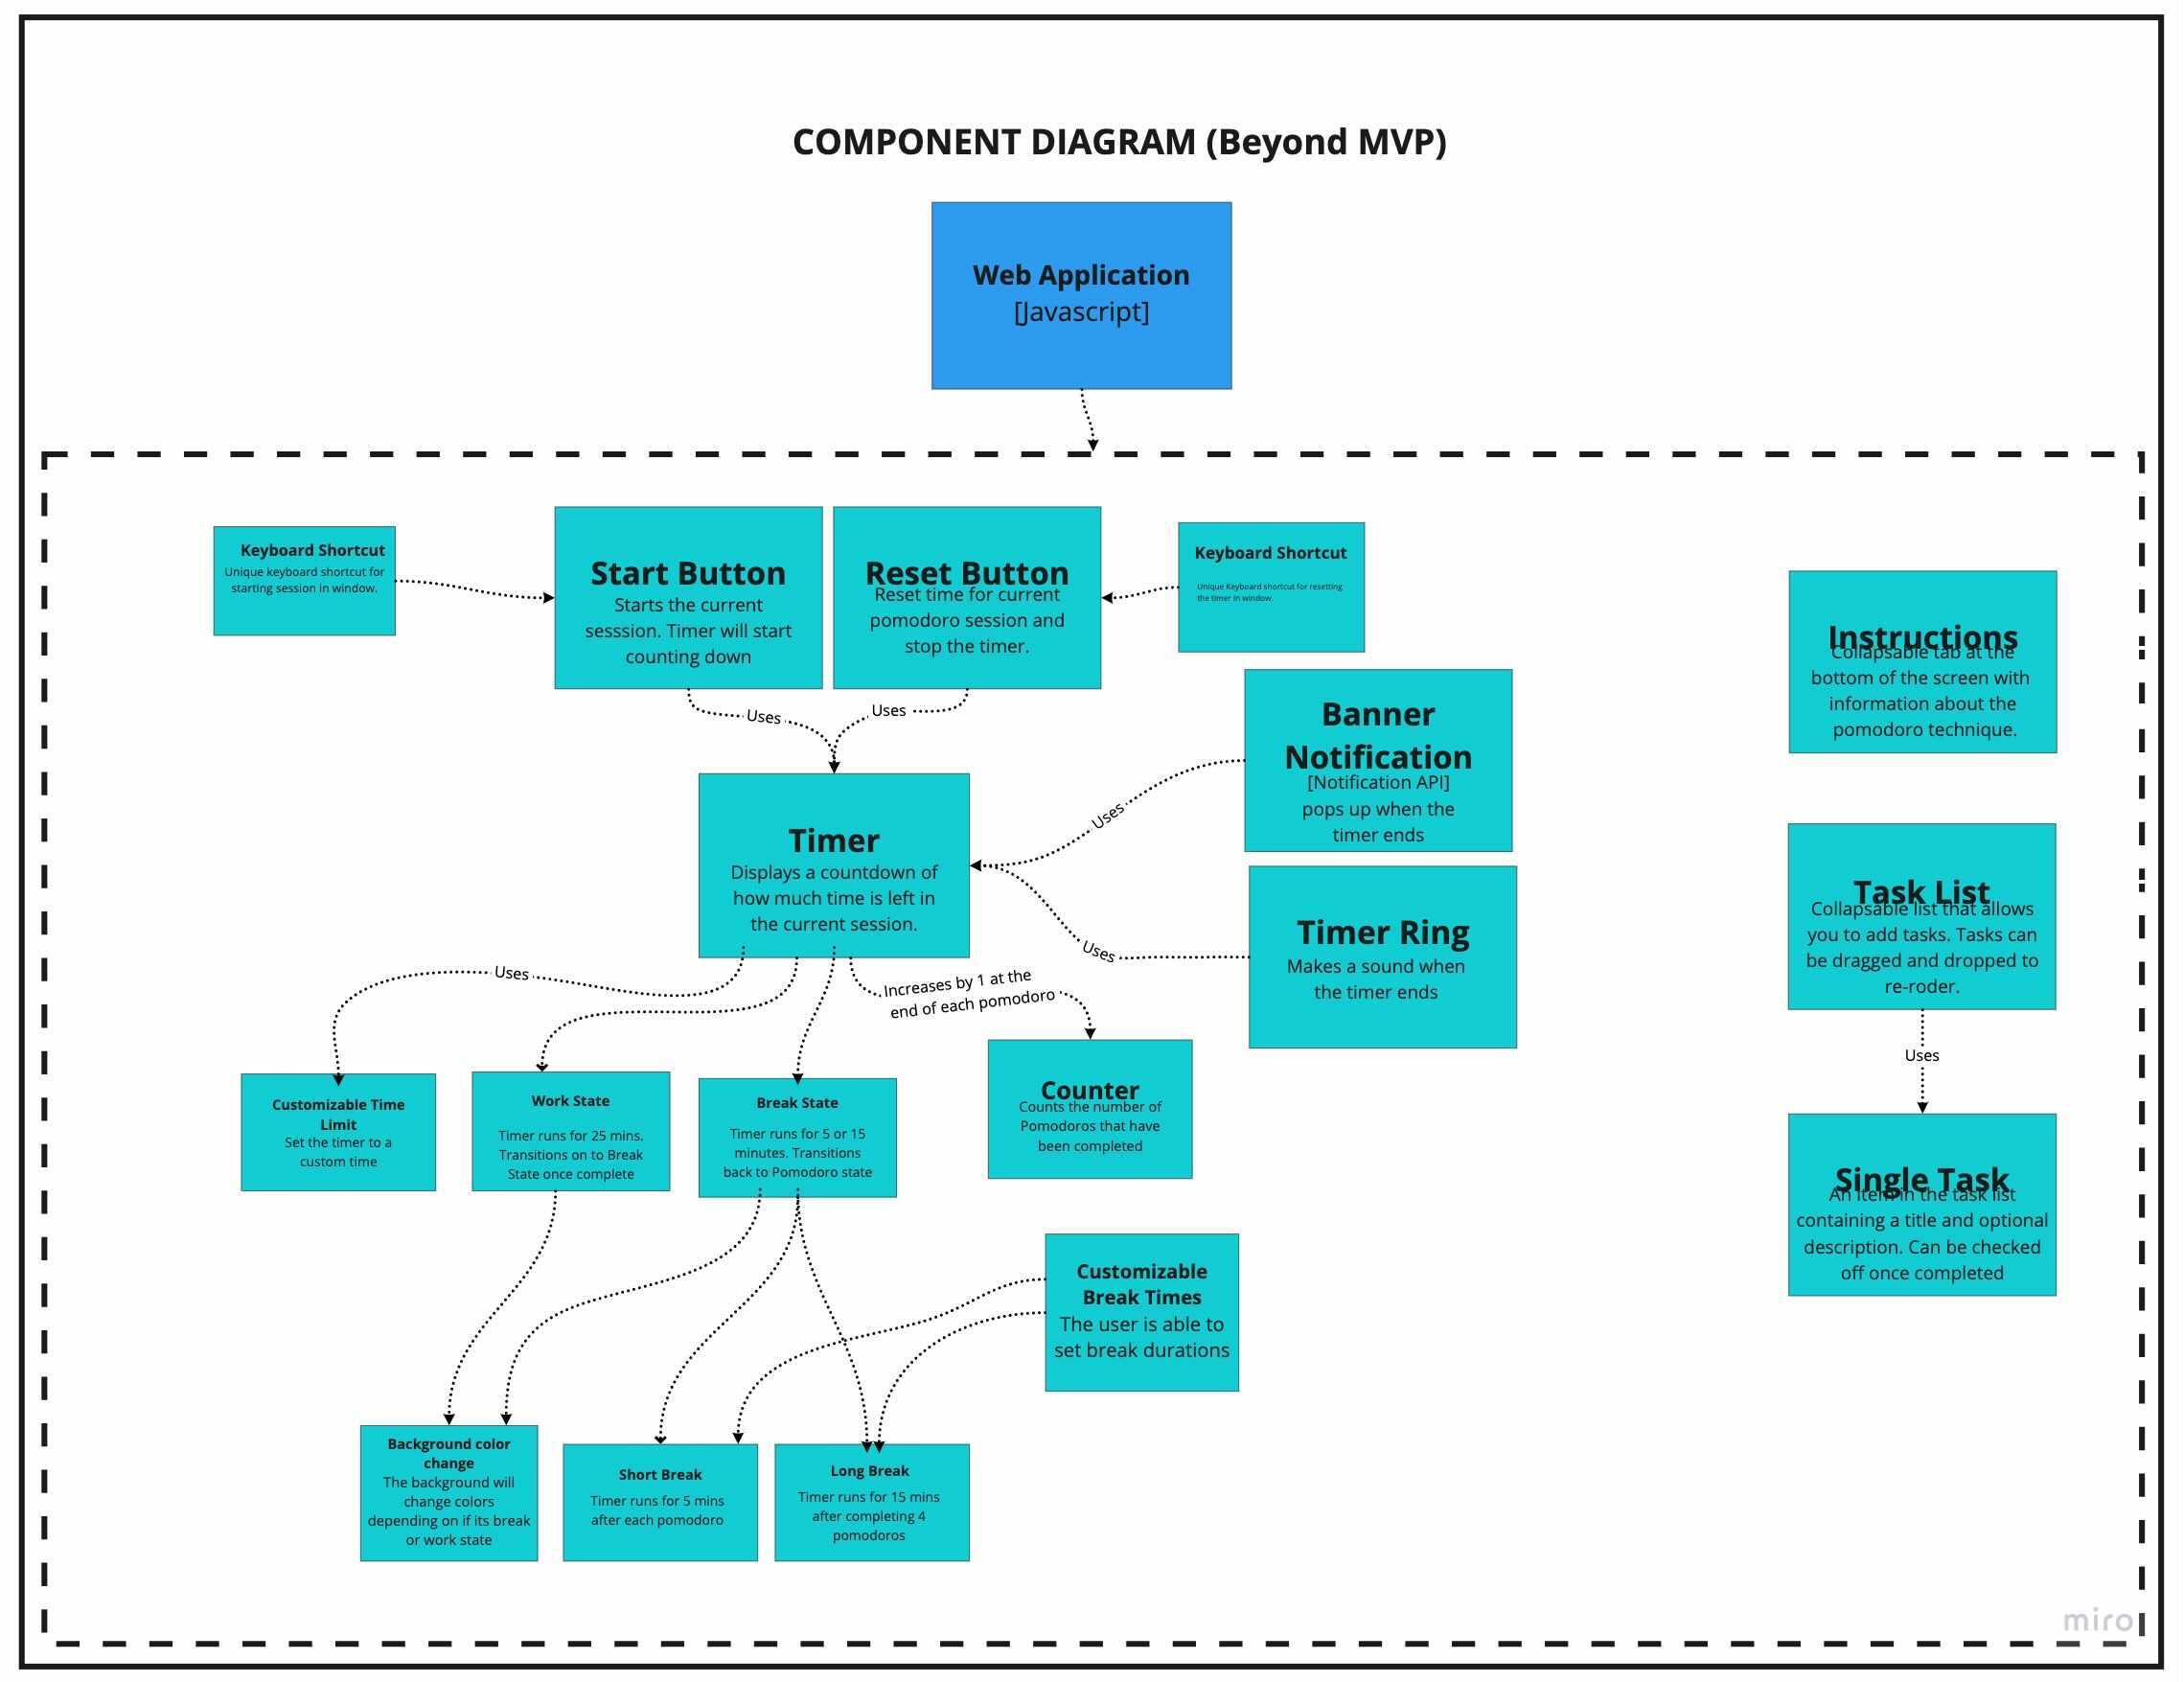 COMPONENT DIAGRAM (Beyond MVP)
Web Application
[Javascript]
Keyboard Shortcut
Unique keyboard shortcut for
starting session in window.
Start Button
Starts the current
sesssion. Timer will start
counting down
Reset Button
Reset time for current
pomodoro session and
stop the timer.
Keyboard Shortcut
Unique Keyboard shortcut for resetting
the timer in window.
Instructions
Collapsable tab at the
bottom of the screen with
information about the
pomodoro technique.
Uses
Uses
Banner
Notification
[Notification API]
pops up when the
timer ends
Uses
Timer
Displays a countdown of
how much time is left in
the current session.
Timer Ring
Makes a sound when
the timer ends
Uses
Task List
Collapsable list that allows
you to add tasks. Tasks can
be dragged and dropped to
re-roder.
Uses
Uses
Increases by 1 at the
end of each pomodoro
Customizable Time
Limit
Set the timer to a
custom time
Work State
Timer runs for 25 mins.
Transitions on to Break
State once complete
Break State
Timer runs for 5 or 15
minutes. Transitions
back to Pomodoro state
Counter
Counts the number of
Pomodoros that have
been completed
Single Task
An item in the task list
containing a title and optional
description. Can be checked
off once completed
Customizable
Break Times
The user is able to
set break durations
Background color
change
The background will
change colors
depending on if its break
or work state
Short Break
Timer runs for 5 mins
after each pomodoro
Long Break
Timer runs for 15 mins
after completing 4
pomodoros
miro